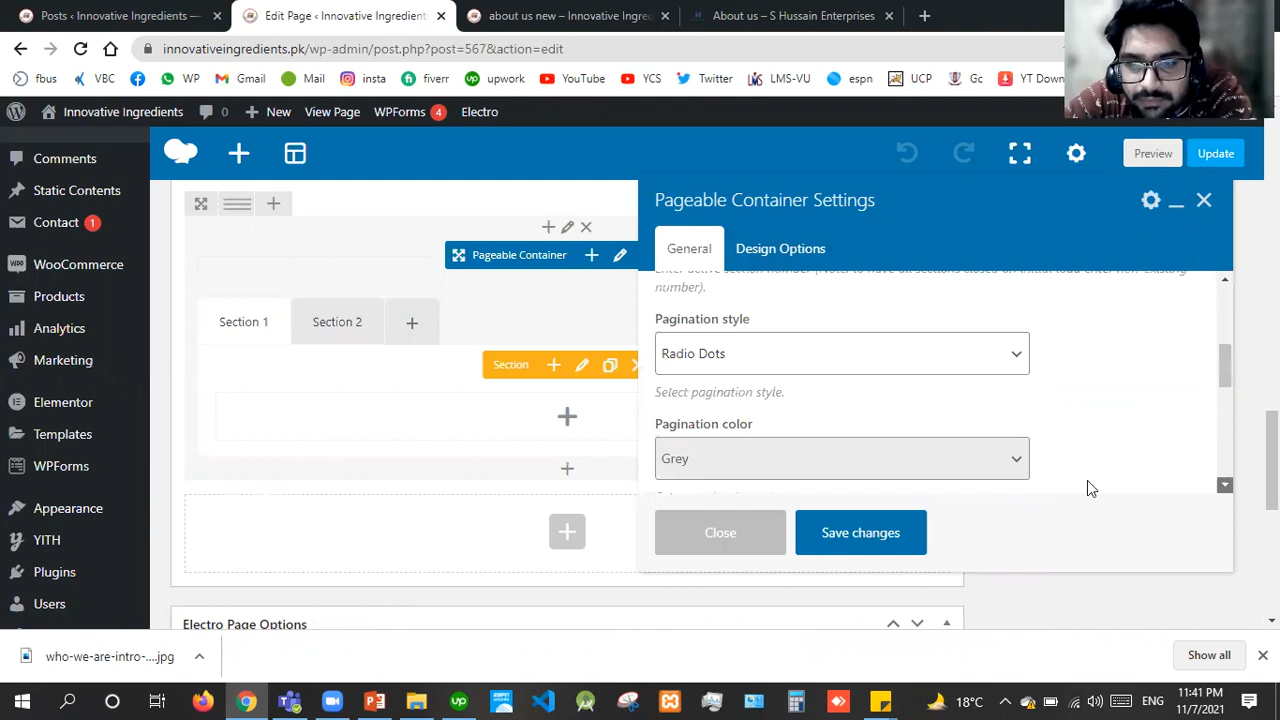 Posts ‹ Innovative Ingredients ‹
Edit Page ‹ Innovative Ingredient
about us new – Innovative Ingre
About us – S Hussain Enterprises
innovativeingredients.pk/wp-admin/post.php?post=567&action=edit
fbus
VBC
WP
Gmail
Mail
insta
fiverr
upwork
YouTube
YCS
Twitter
LMS-VU
espn
UCP
Gc
YT Down
Innovative Ingredients
0
New
View Page
WPForms
4
Electro
Comments
Static Contents
Contact 1
WooCommerce
Products
Analytics
Marketing
Elementor
Templates
WPForms
Appearance
YITH
Plugins
Users
Preview
Update
Pageable Container
Section 1
Section 2
Section
Electro Page Options
Pageable Container Settings
General
Design Options
number).
Pagination style
Radio Dots
Select pagination style.
Pagination color
Grey
Close
Save changes
who-we-are-intro-....jpg
Show all
18°C
ENG
11:41 PM
11/7/2021